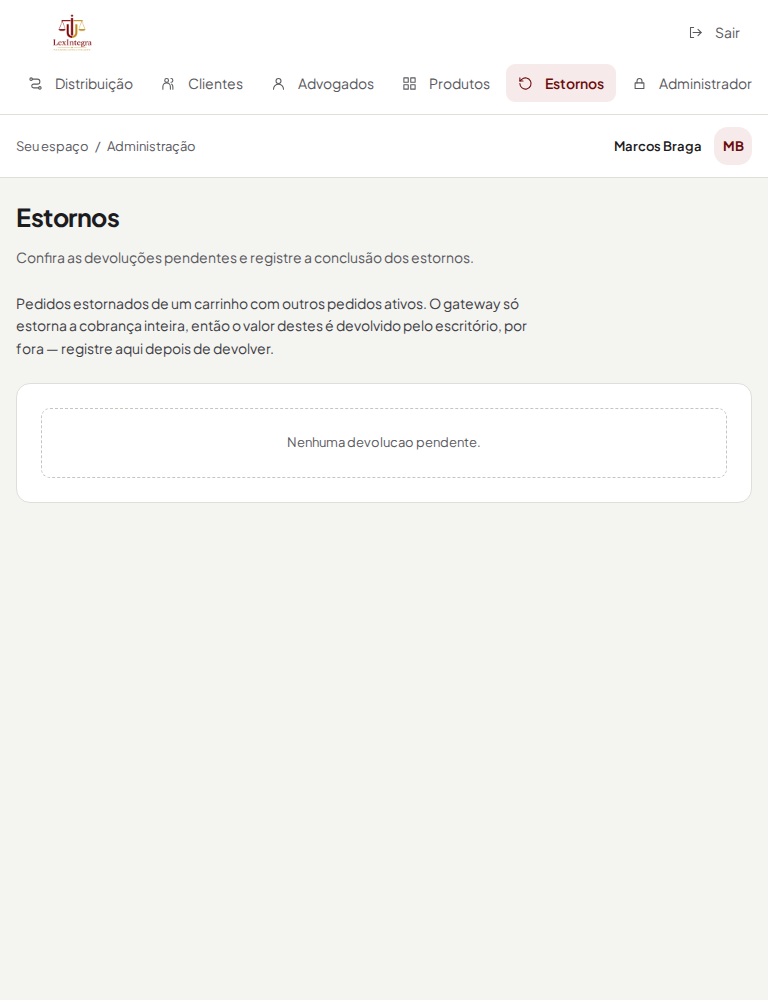 LexIntegra
Sair
Distribuição
Clientes
Advogados
Produtos
Estornos
Administrador
Seu espaço / Administração
Marcos Braga
MB
Estornos
Confira as devoluções pendentes e registre a conclusão dos estornos.
Pedidos estornados de um carrinho com outros pedidos ativos. O gateway só
estorna a cobrança inteira, então o valor destes é devolvido pelo escritório, por
fora — registre aqui depois de devolver.
Nenhuma devolucao pendente.